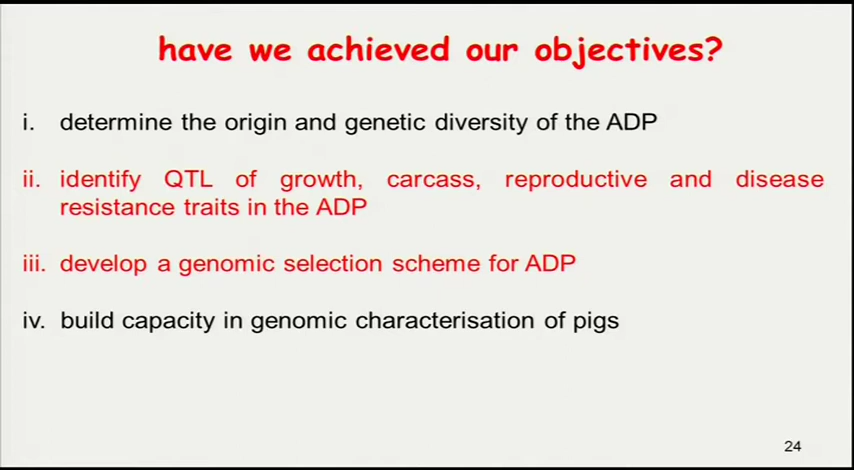 have we achieved our objectives?
i. determine the origin and genetic diversity of the ADP
ii. identify QTL of growth, carcass, reproductive and disease
resistance traits in the ADP
iii. develop a genomic selection scheme for ADP
iv. build capacity in genomic characterisation of pigs
24